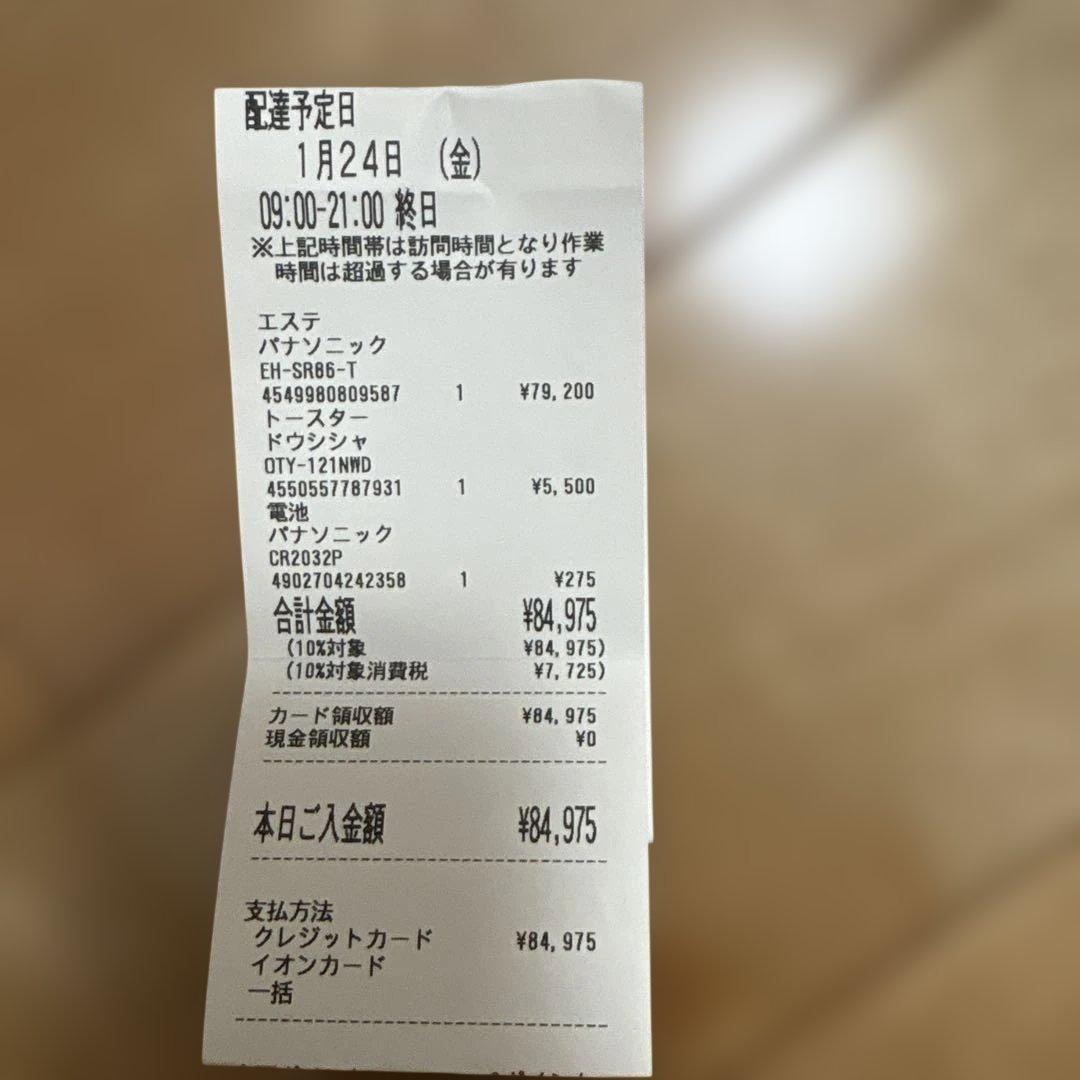 配達予定日
1月24日 (金)
09:00-21:00 終日
※上記時間帯は訪問時間となり作業
時間は超過する場合が有ります
エステ
パナソニック
EH-SR86-T
4549980809587 1 ¥79,200
トースター
ドウシシャ
OTY-121NWD
4550557787931 1 ¥5,500
電池
パナソニック
CR2032P
4902704242358 1 ¥275
合計金額 ¥84,975
(10%対象 ¥84,975)
(10%対象消費税 ¥7,725)
カード領収額 ¥84,975
現金領収額 ¥0
本日ご入金額 ¥84,975
支払方法
クレジットカード ¥84,975
イオンカード
一括